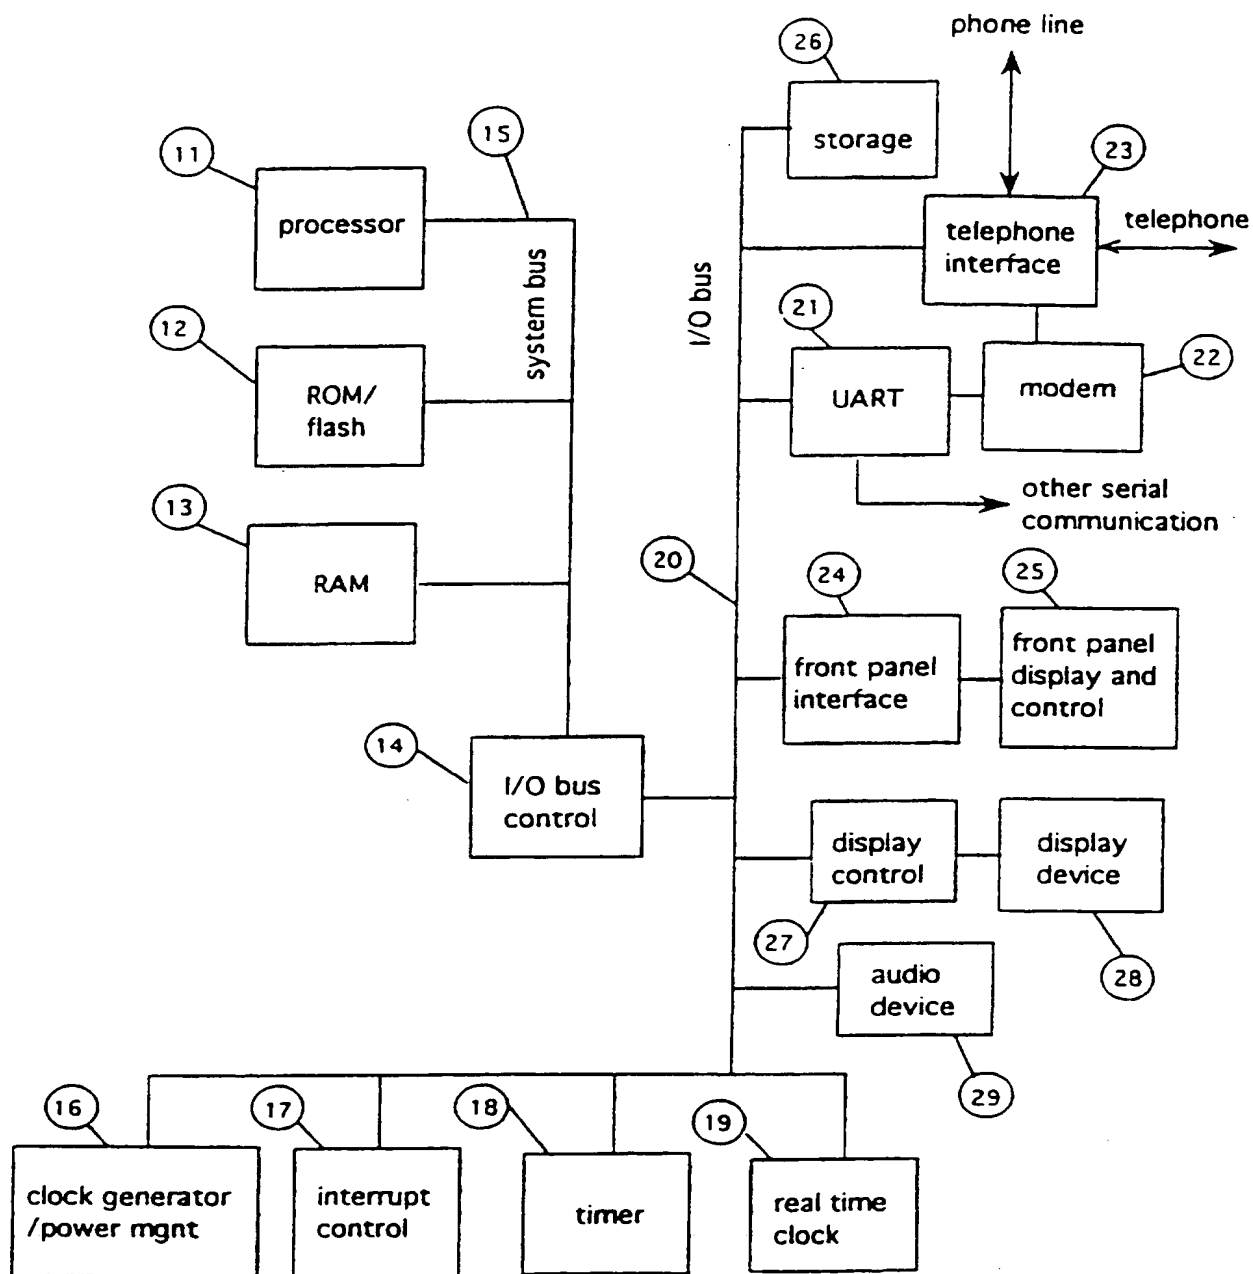 phone line
26
storage
15
11
23
processor
telephone
telephone
interface
system bus
I/O bus
21
12
22
ROM/
flash
UART
modem
13
other serial
communication
RAM
20
24
25
front panel
interface
front panel
display and
control
14
I/O bus
control
display
control
display
device
27
28
audio
device
29
16
17
18
19
clock generator
/power mgnt
interrupt
control
timer
real time
clock